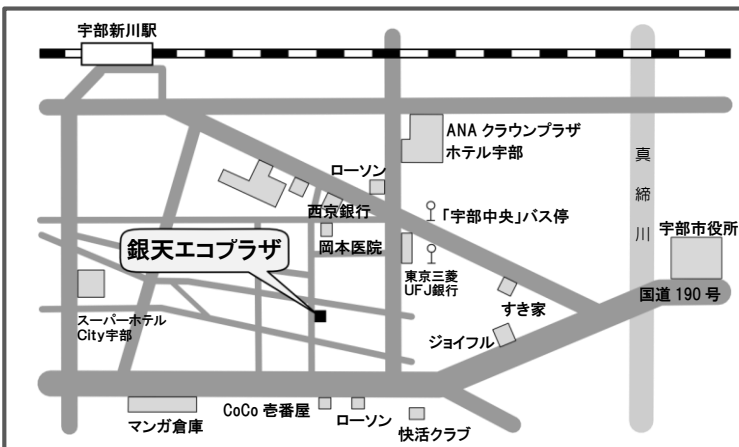 宇部新川駅
ANA クラウンプラザ
ホテル宇部
ローソン
西京銀行
「宇部中央」バス停
岡本医院
銀天エコプラザ
東京三菱
UFJ銀行
真締川
宇部市役所
国道 190 号
スーパーホテル
City宇部
すき家
ジョイフル
マンガ倉庫
CoCo 壱番屋
ローソン
快活クラブ